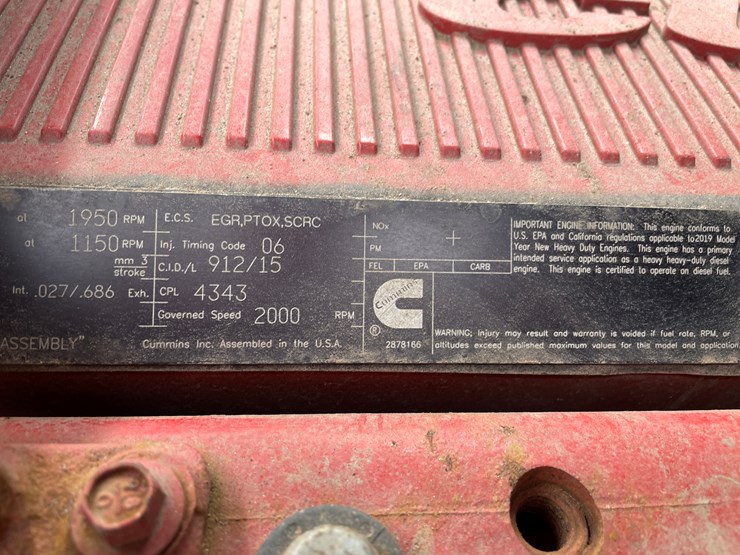 at 1950 RPM
at 1150 RPM
mm 3
stroke
Int. .027/.686 Exh.
ASSEMBLY"
E.C.S. EGR,PTOX,SCRC
Inj. Timing Code 06
C.I.D./L 912/15
CPL 4343
Governed Speed 2000 RPM
Cummins Inc. Assembled in the U.S.A.
NOx
PM
FEL EPA CARB
Cummins
®
2878166
IMPORTANT ENGINE INFORMATION: This engine conforms to
U.S. EPA and California regulations applicable to2019 Model
Year New Heavy Duty Engines. This engine has a primary
intended service application as a heavy heavy-duty diesel
engine. This engine is certified to operate on diesel fuel.
WARNING: Injury may result and warranty is voided if fuel rate, RPM, or
altitudes exceed published maximum values for this model and application.